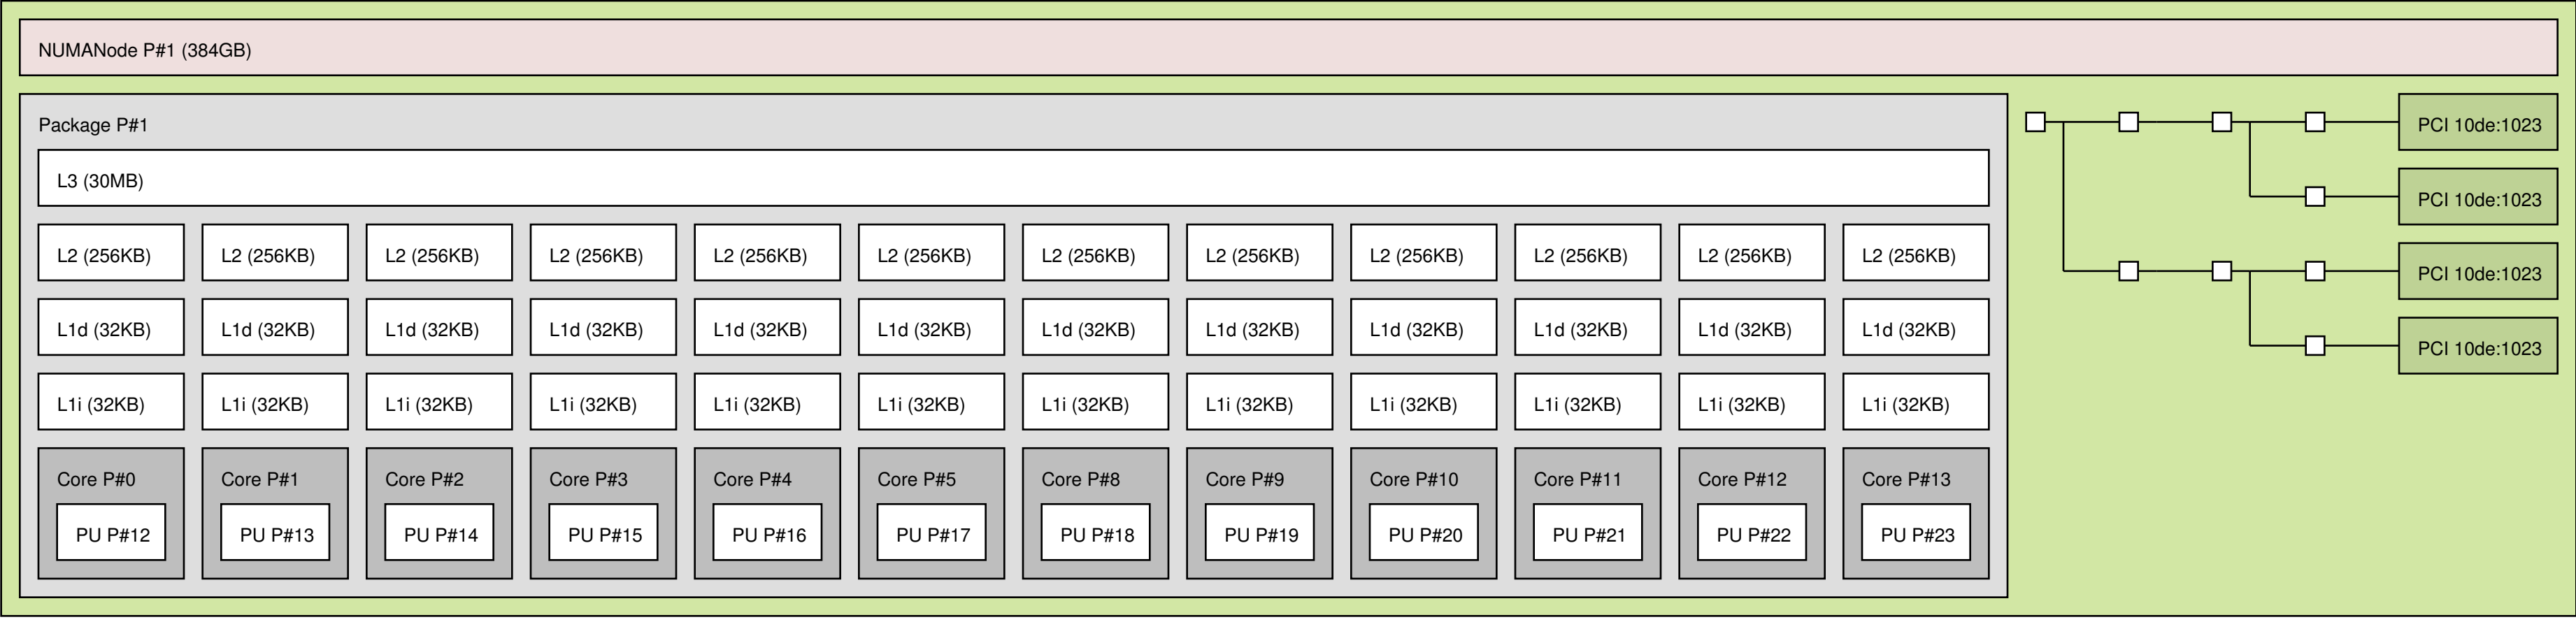 NUMANode P#1 (384GB)
Package P#1
L3 (30MB)
L2 (256KB) L2 (256KB) L2 (256KB) L2 (256KB) L2 (256KB) L2 (256KB) L2 (256KB) L2 (256KB) L2 (256KB) L2 (256KB) L2 (256KB) L2 (256KB)
L1d (32KB) L1d (32KB) L1d (32KB) L1d (32KB) L1d (32KB) L1d (32KB) L1d (32KB) L1d (32KB) L1d (32KB) L1d (32KB) L1d (32KB) L1d (32KB)
L1i (32KB) L1i (32KB) L1i (32KB) L1i (32KB) L1i (32KB) L1i (32KB) L1i (32KB) L1i (32KB) L1i (32KB) L1i (32KB) L1i (32KB) L1i (32KB)
Core P#0 Core P#1 Core P#2 Core P#3 Core P#4 Core P#5 Core P#8 Core P#9 Core P#10 Core P#11 Core P#12 Core P#13
PU P#12 PU P#13 PU P#14 PU P#15 PU P#16 PU P#17 PU P#18 PU P#19 PU P#20 PU P#21 PU P#22 PU P#23
PCI 10de:1023
PCI 10de:1023
PCI 10de:1023
PCI 10de:1023